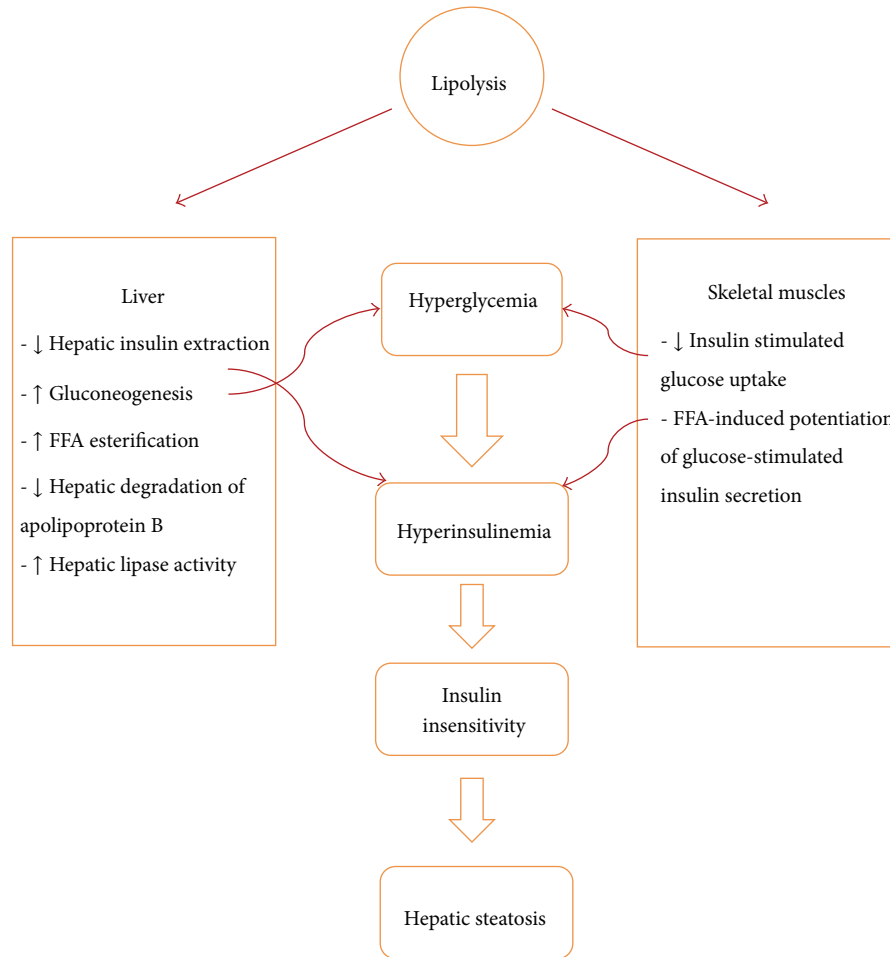 Lipolysis
Liver
- ↓ Hepatic insulin extraction
- ↑ Gluconeogenesis
- ↑ FFA esterification
- ↓ Hepatic degradation of
apolipoprotein B
- ↑ Hepatic lipase activity
Hyperglycemia
Hyperinsulinemia
Insulin
insensitivity
Hepatic steatosis
Skeletal muscles
- ↓ Insulin stimulated
glucose uptake
- FFA-induced potentiation
of glucose-stimulated
insulin secretion